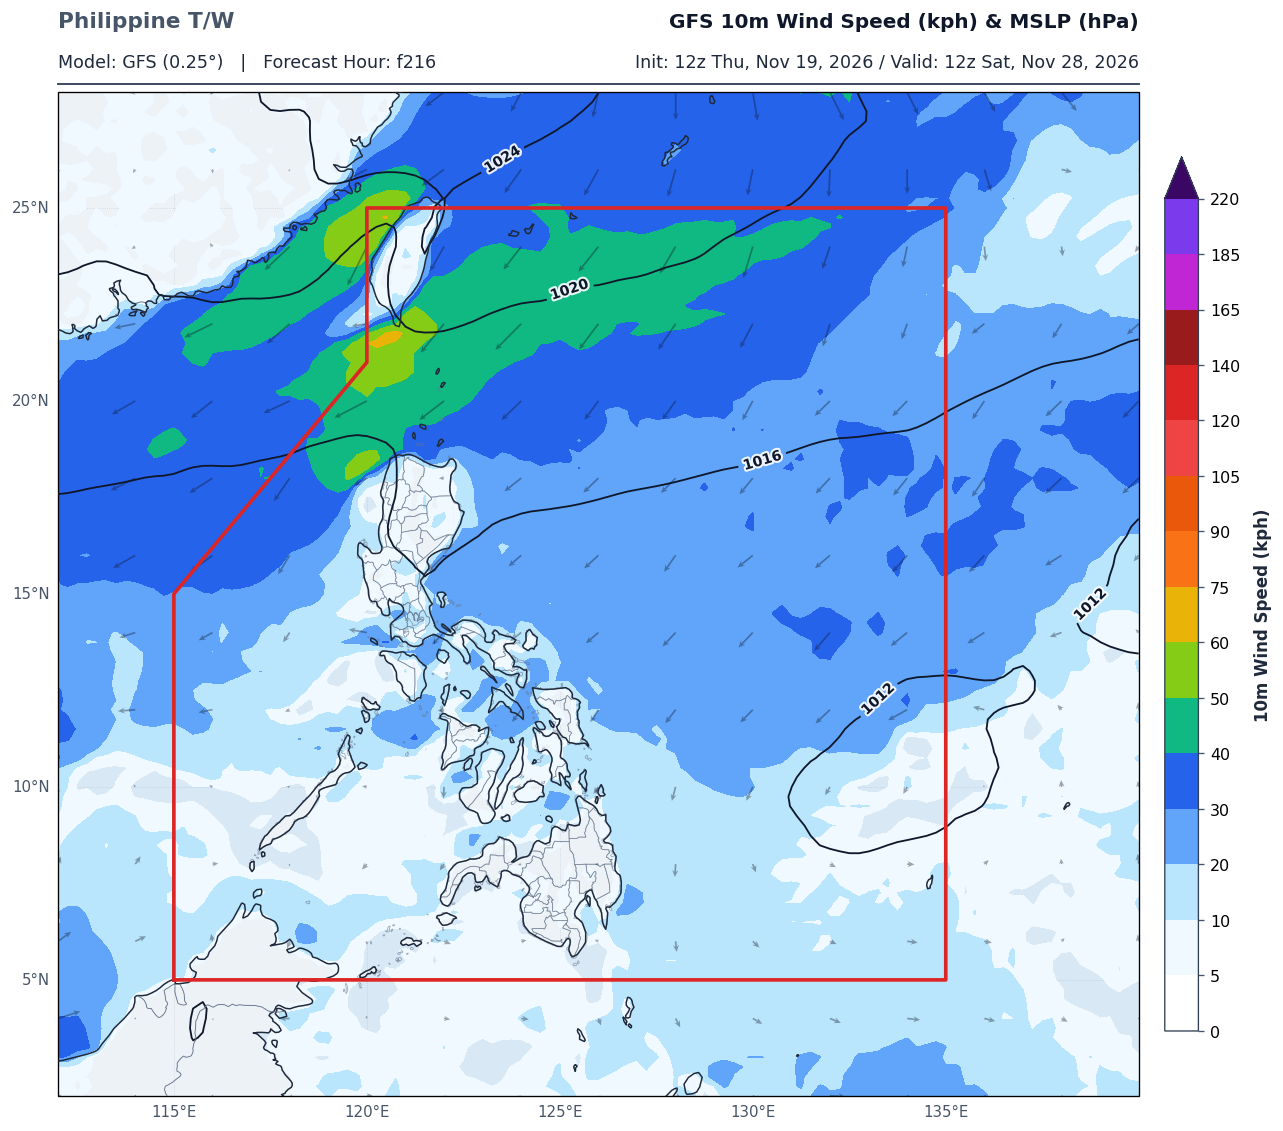 Philippine T/W
GFS 10m Wind Speed (kph) & MSLP (hPa)
Model: GFS (0.25°) | Forecast Hour: f216
Init: 12z Thu, Nov 19, 2026 / Valid: 12z Sat, Nov 28, 2026
1024
1020
1016
1012
1012
25°N
20°N
15°N
10°N
5°N
115°E
120°E
125°E
130°E
135°E
220
185
165
140
120
105
90
75
60
50
40
30
20
10
5
0
10m Wind Speed (kph)